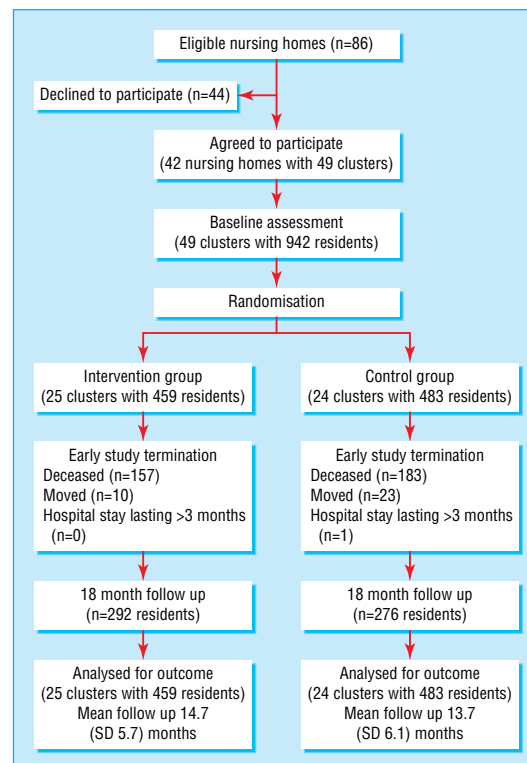 Eligible nursing homes (n=86)
Declined to participate (n=44)
Agreed to participate
(42 nursing homes with 49 clusters)
Baseline assessment
(49 clusters with 942 residents)
Randomisation
Intervention group
(25 clusters with 459 residents)
Control group
(24 clusters with 483 residents)
Early study termination
Deceased (n=157)
Moved (n=10)
Hospital stay lasting >3 months
(n=0)
Early study termination
Deceased (n=183)
Moved (n=23)
Hospital stay lasting >3 months
(n=1)
18 month follow up
(n=292 residents)
18 month follow up
(n=276 residents)
Analysed for outcome
(25 clusters with 459 residents)
Mean follow up 14.7
(SD 5.7) months
Analysed for outcome
(24 clusters with 483 residents)
Mean follow up 13.7
(SD 6.1) months